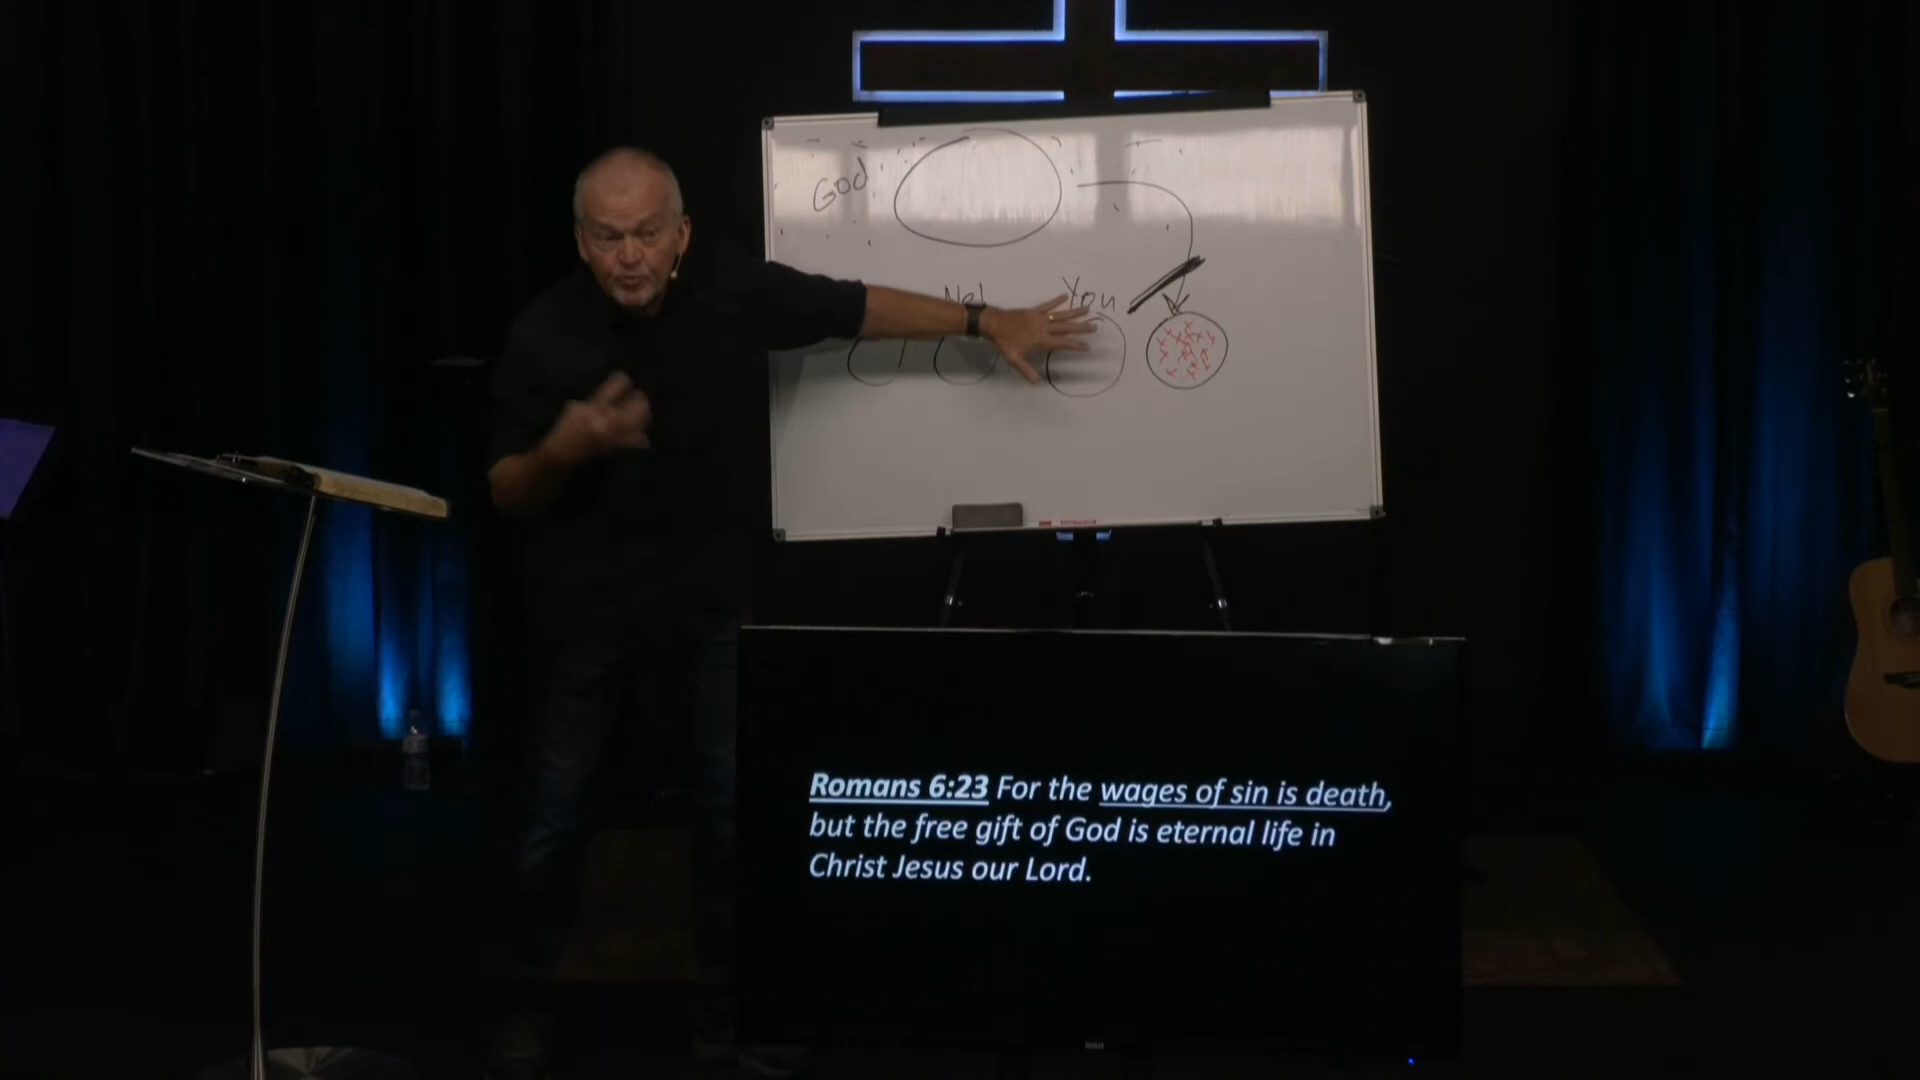 God
You
Romans 6:23 For the wages of sin is death,
but the free gift of God is eternal life in
Christ Jesus our Lord.
RCA